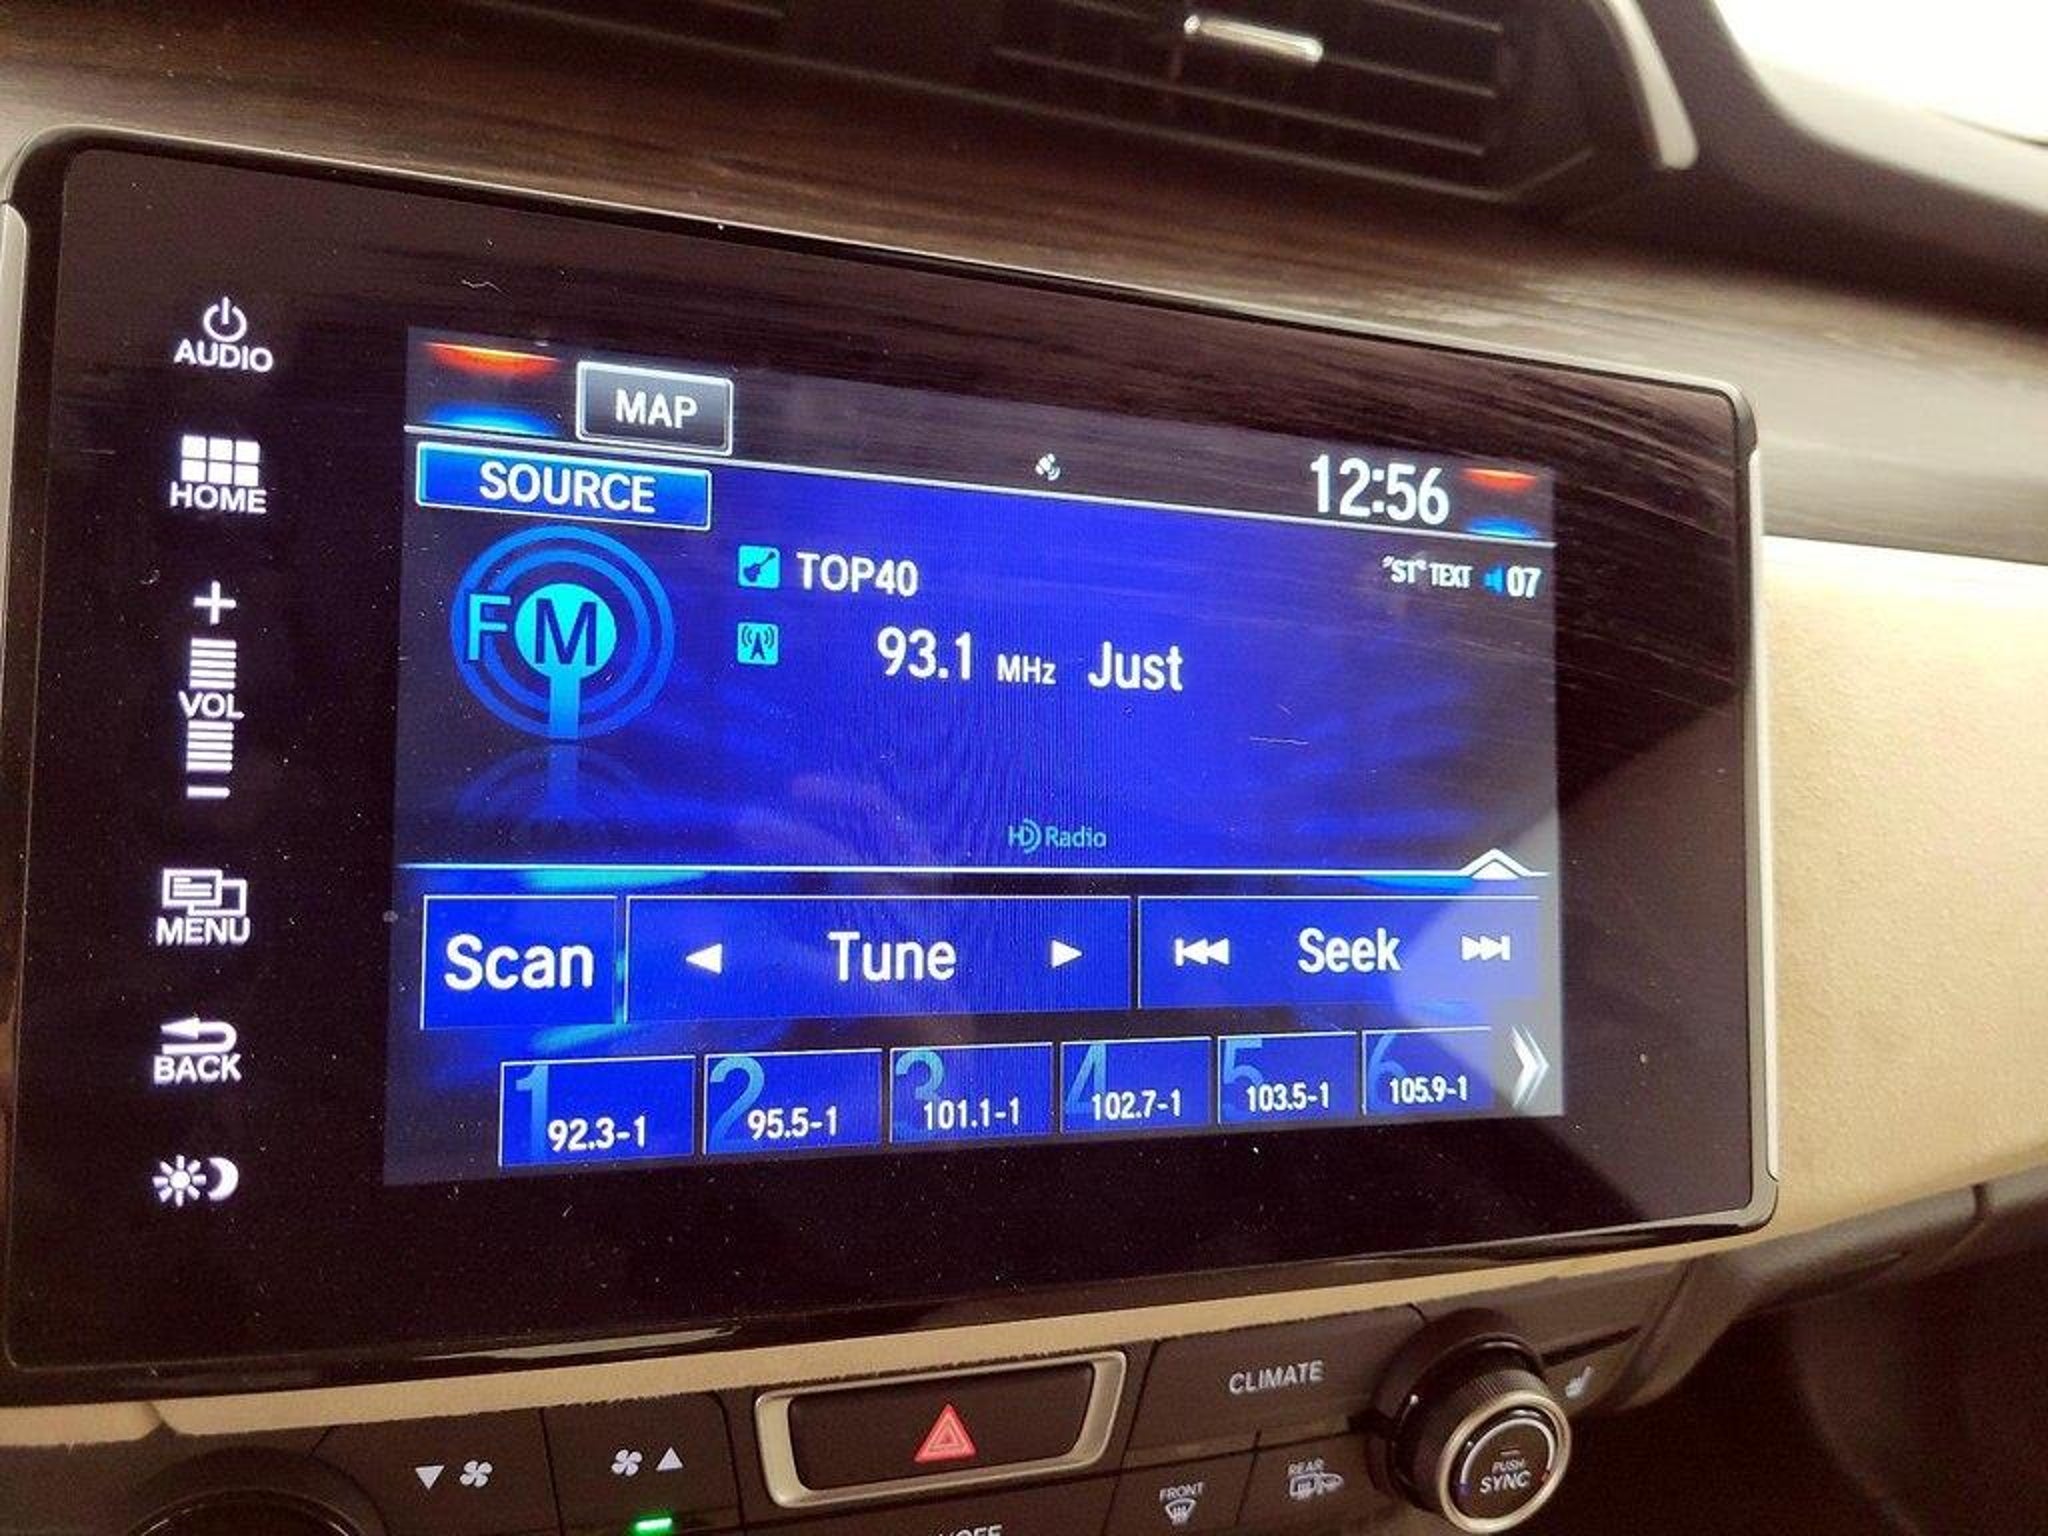 AUDIO
HOME
+
VOL
−
MENU
BACK
MAP
12:56
SOURCE
FM
TOP40
"ST" TEXT 07
93.1 MHz Just
HD Radio
Scan
Tune
Seek
1 92.3-1
2 95.5-1
3 101.1-1
4 102.7-1
5 103.5-1
6 105.9-1
CLIMATE
FRONT
REAR
PUSH
SYNC